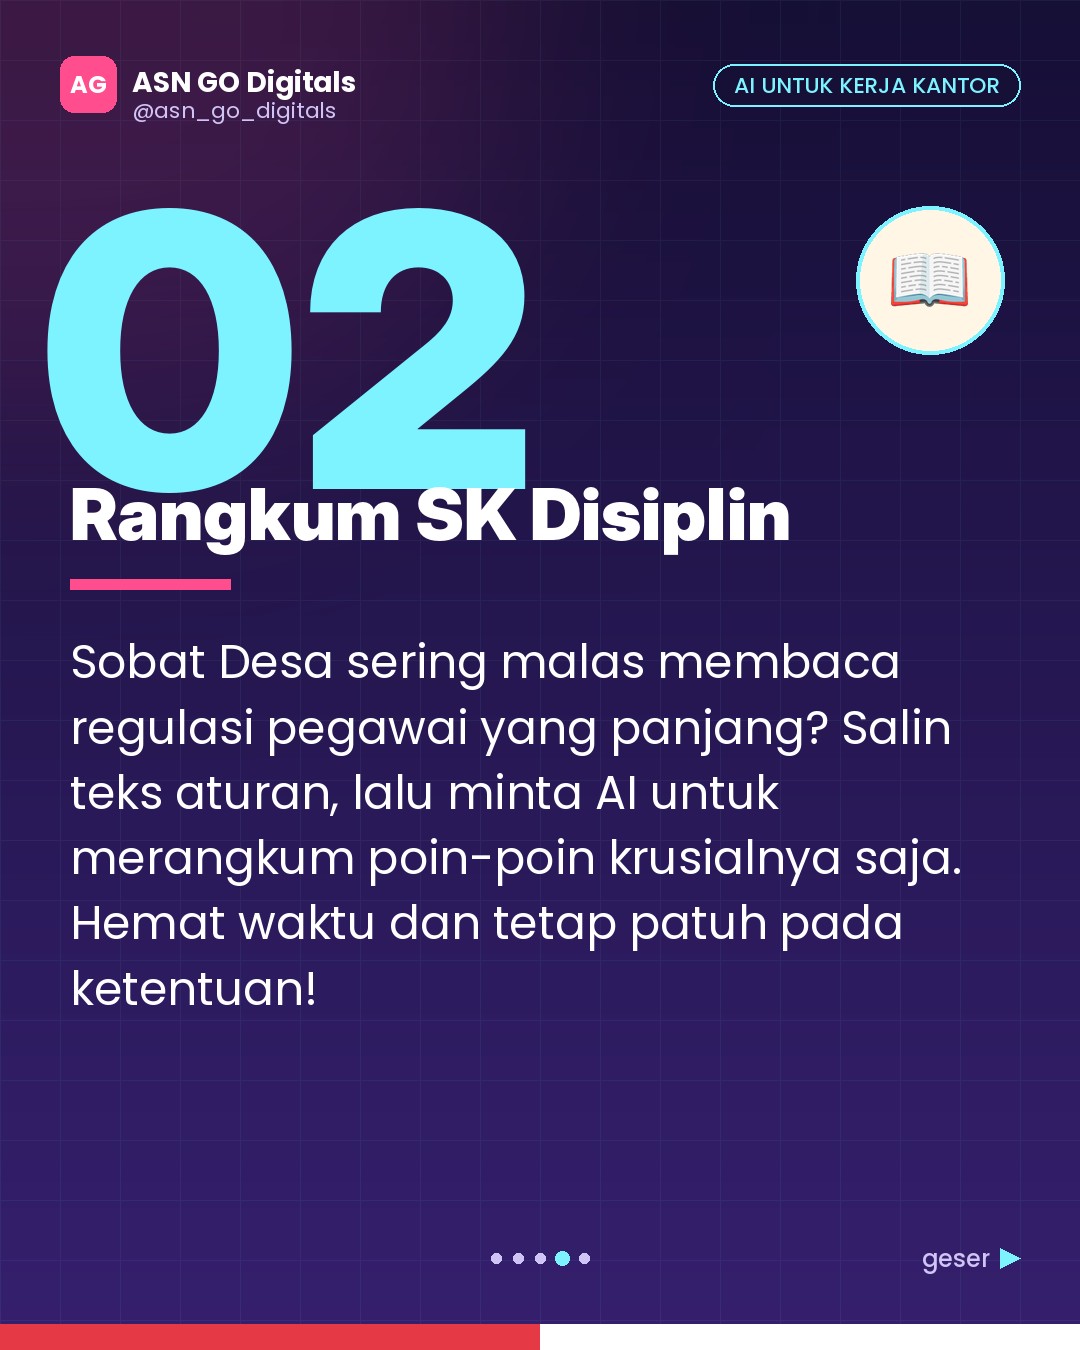 AG
ASN GO Digitals
@asn_go_digitals
AI UNTUK KERJA KANTOR
02
Rangkum SK Disiplin
Sobat Desa sering malas membaca
regulasi pegawai yang panjang? Salin
teks aturan, lalu minta AI untuk
merangkum poin-poin krusialnya saja.
Hemat waktu dan tetap patuh pada
ketentuan!
geser